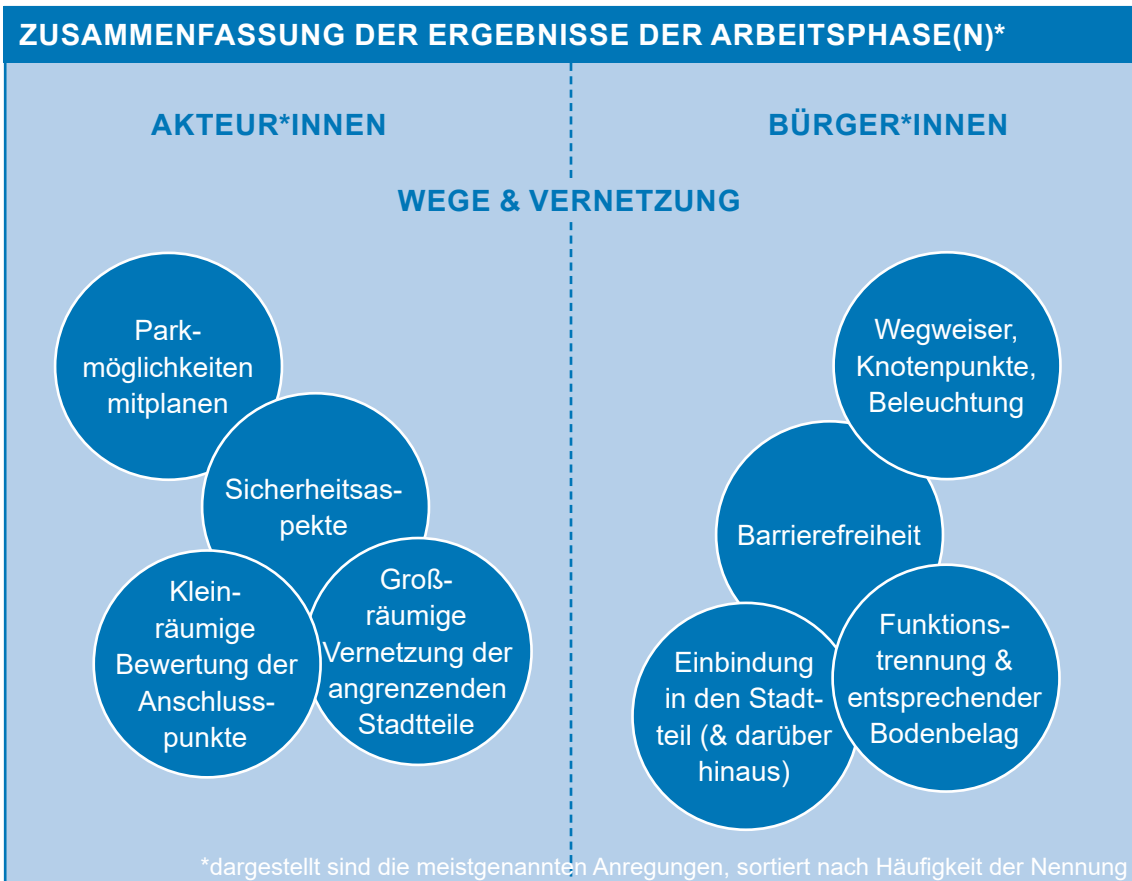 ZUSAMMENFASSUNG DER ERGEBNISSE DER ARBEITSPHASE(N)*
AKTEUR*INNEN
BÜRGER*INNEN
WEGE & VERNETZUNG
Park-
möglichkeiten
mitplanen
Sicherheitsas-
pekte
Klein-
räumige
Bewertung der
Anschluss-
punkte
Groß-
räumige
Vernetzung der
angrenzenden
Stadtteile
Wegweiser,
Knotenpunkte,
Beleuchtung
Barrierefreiheit
Einbindung
in den Stadt-
teil (& darüber
hinaus)
Funktions-
trennung &
entsprechender
Bodenbelag
*dargestellt sind die meistgenannten Anregungen, sortiert nach Häufigkeit der Nennung